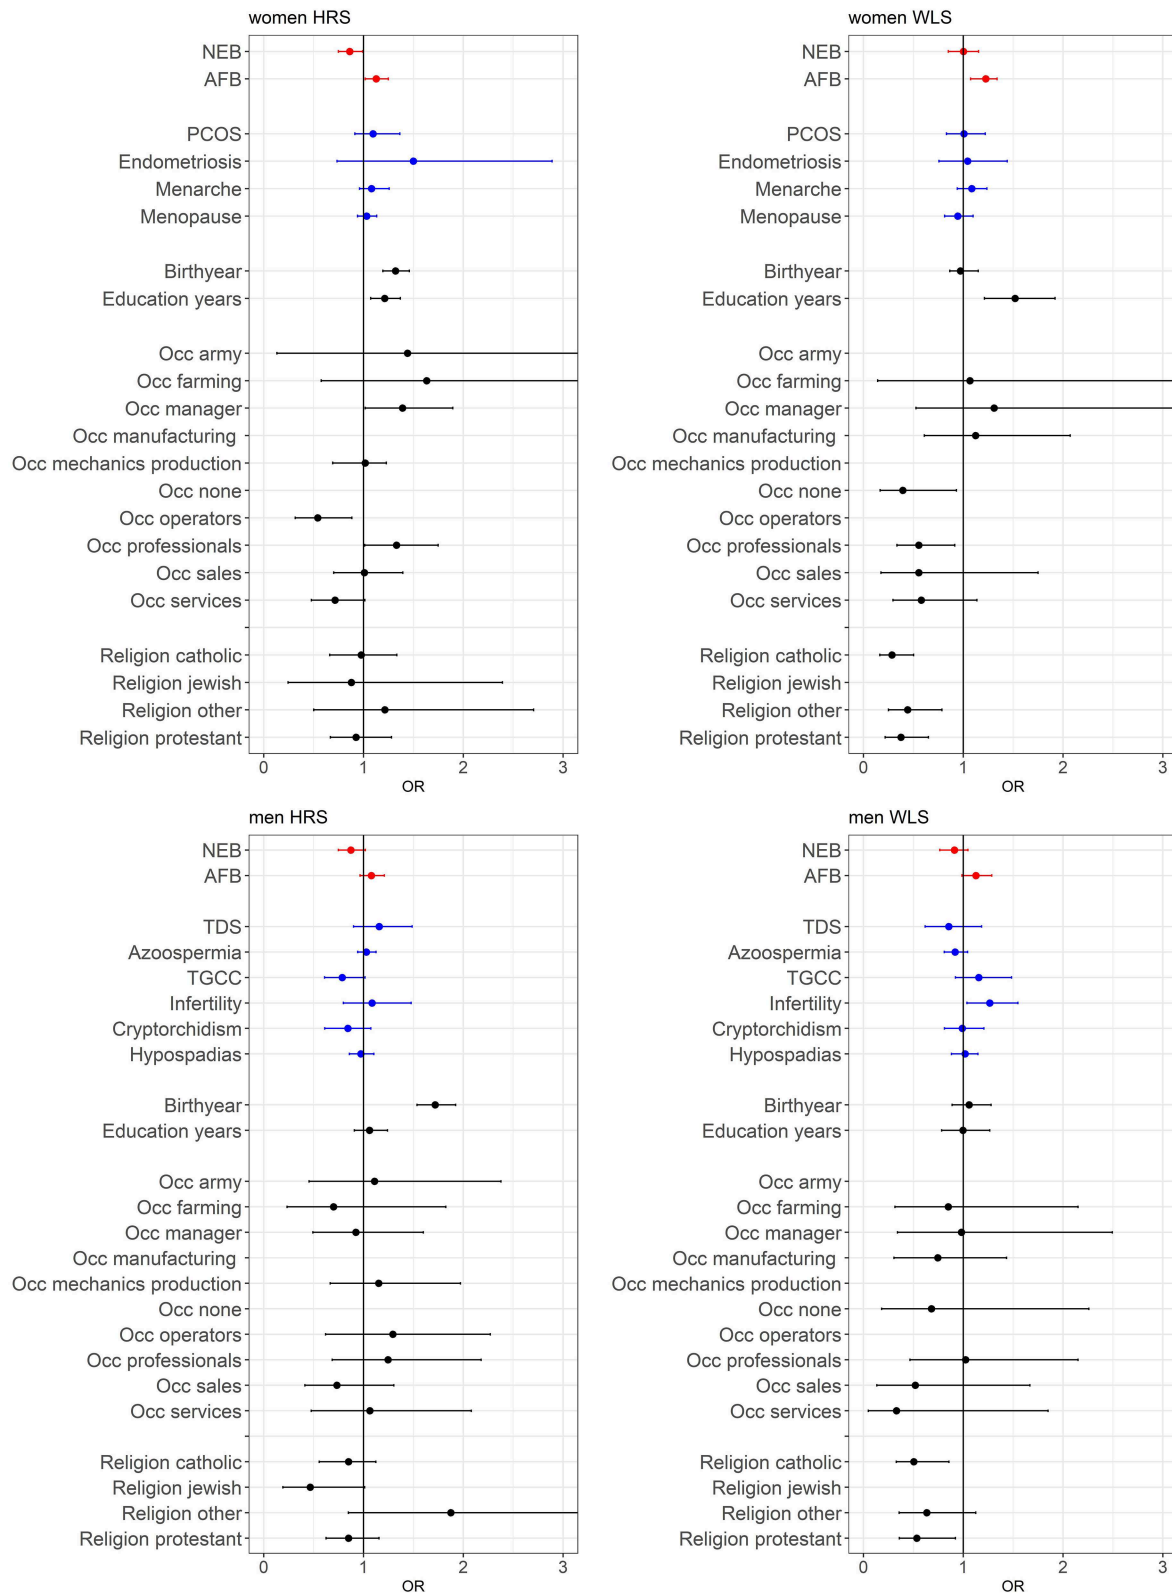 women HRS
NEB
AFB
PCOS
Endometriosis
Menarche
Menopause
Birthyear
Education years
Occ army
Occ farming
Occ manager
Occ manufacturing
Occ mechanics production
Occ none
Occ operators
Occ professionals
Occ sales
Occ services
Religion catholic
Religion jewish
Religion other
Religion protestant
0 1 2 3
OR
women WLS
NEB
AFB
PCOS
Endometriosis
Menarche
Menopause
Birthyear
Education years
Occ army
Occ farming
Occ manager
Occ manufacturing
Occ mechanics production
Occ none
Occ operators
Occ professionals
Occ sales
Occ services
Religion catholic
Religion jewish
Religion other
Religion protestant
0 1 2 3
OR
men HRS
NEB
AFB
TDS
Azoospermia
TGCC
Infertility
Cryptorchidism
Hypospadias
Birthyear
Education years
Occ army
Occ farming
Occ manager
Occ manufacturing
Occ mechanics production
Occ none
Occ operators
Occ professionals
Occ sales
Occ services
Religion catholic
Religion jewish
Religion other
Religion protestant
0 1 2 3
OR
men WLS
NEB
AFB
TDS
Azoospermia
TGCC
Infertility
Cryptorchidism
Hypospadias
Birthyear
Education years
Occ army
Occ farming
Occ manager
Occ manufacturing
Occ mechanics production
Occ none
Occ operators
Occ professionals
Occ sales
Occ services
Religion catholic
Religion jewish
Religion other
Religion protestant
0 1 2 3
OR